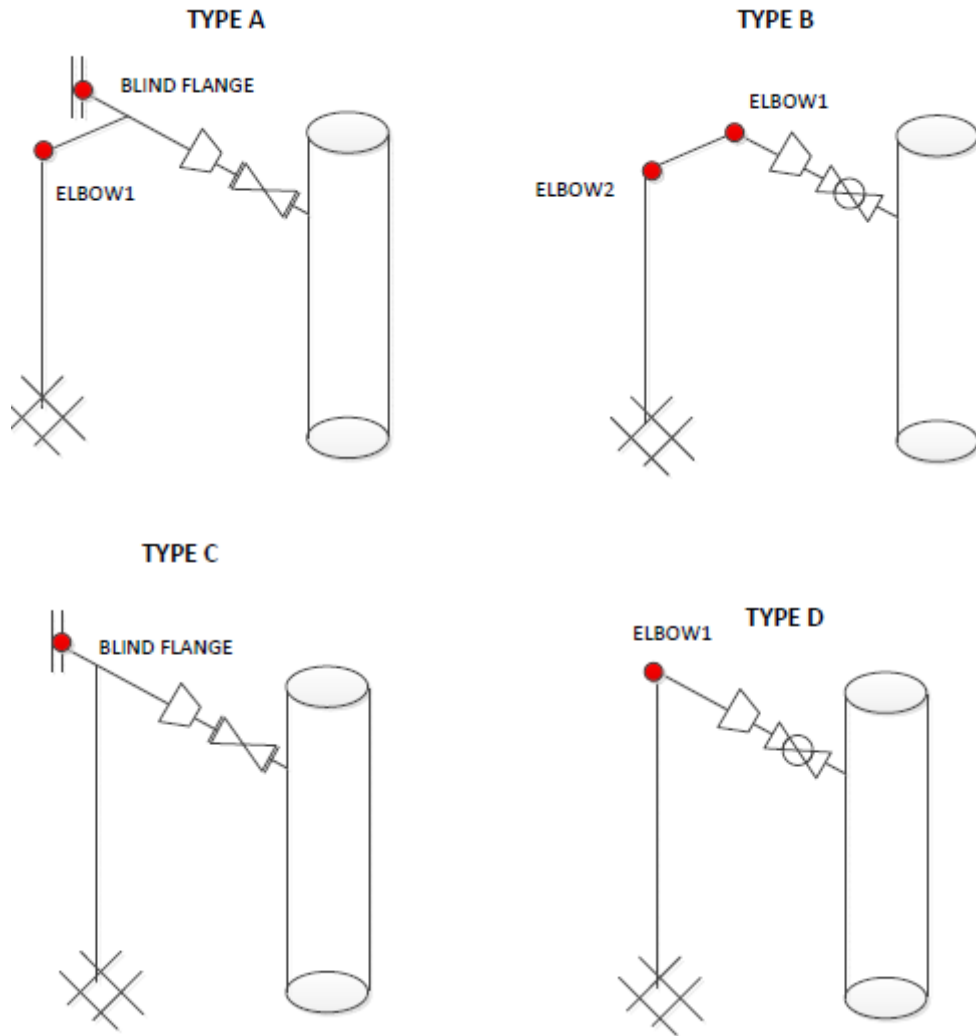 TYPE A
BLIND FLANGE
ELBOW1
TYPE B
ELBOW1
ELBOW2
TYPE C
BLIND FLANGE
TYPE D
ELBOW1